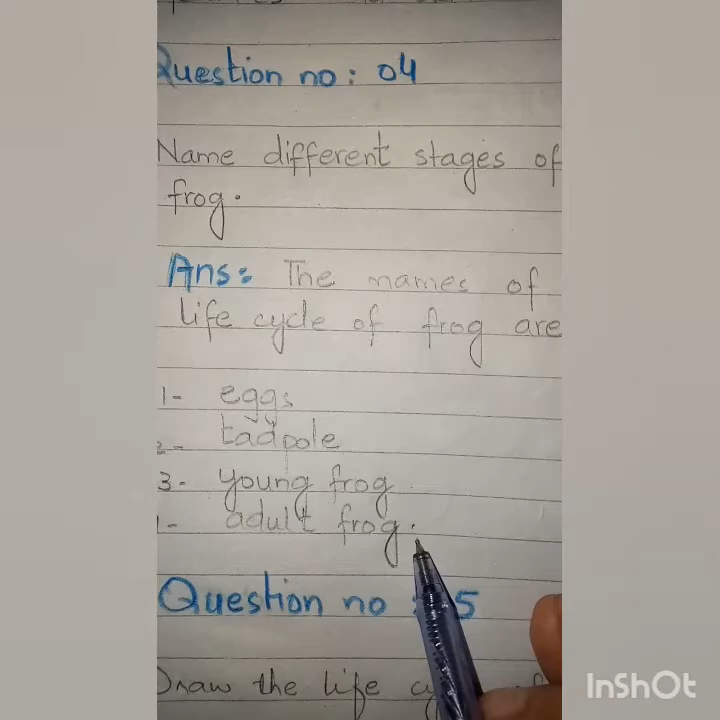 Question no: 04
Name different stages of
frog.
Ans: The names of
life cycle of frog are
1- eggs
2- tadpole
3- young frog
adult frog.
Question no : 5
Draw the life
InShOt